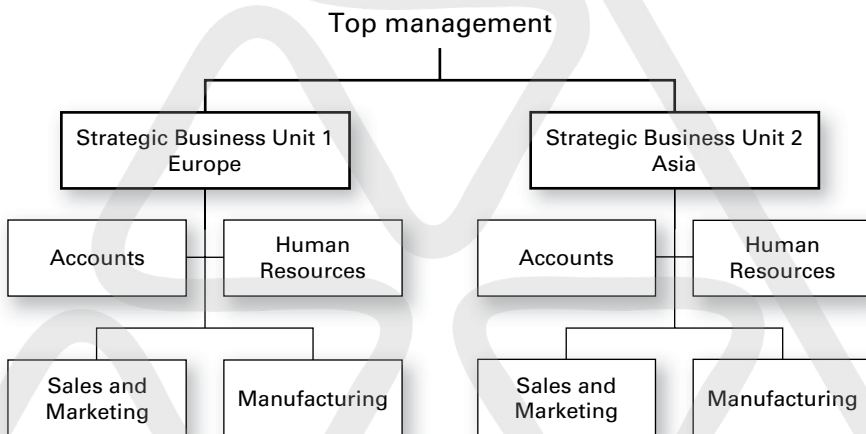 Top management
Strategic Business Unit 1
Europe
Strategic Business Unit 2
Asia
Accounts
Human
Resources
Accounts
Human
Resources
Sales and
Marketing
Manufacturing
Sales and
Marketing
Manufacturing